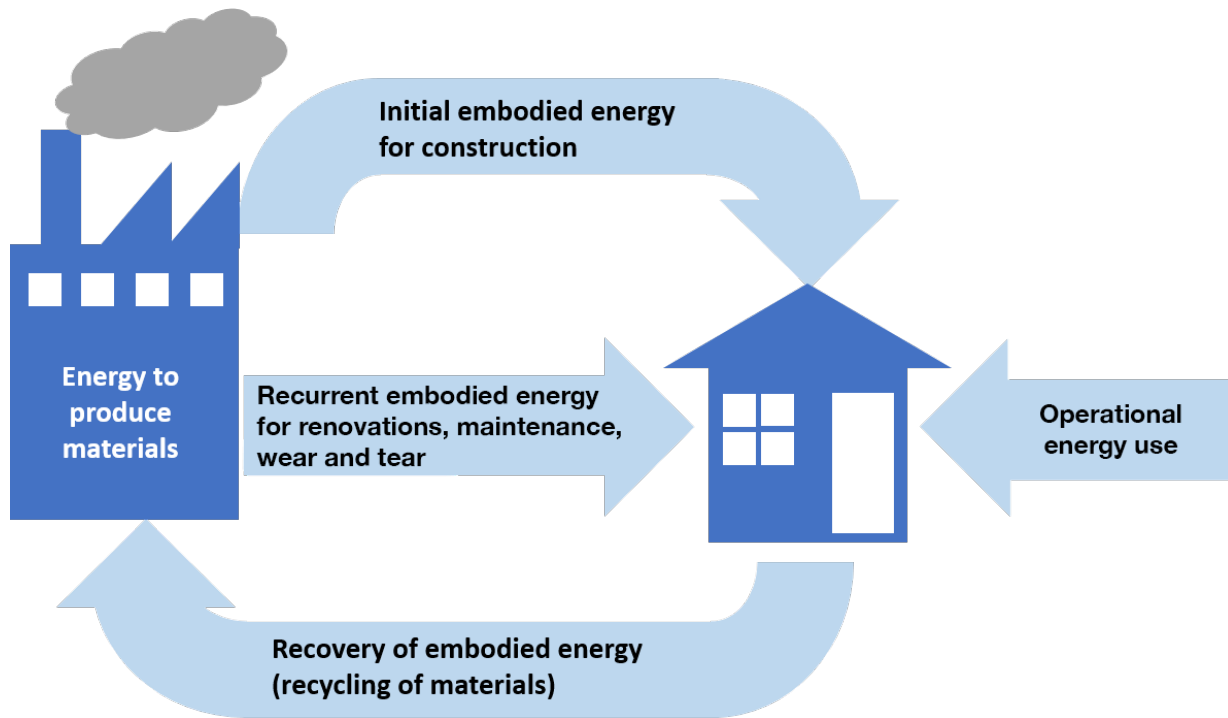 Initial embodied energy
for construction
Energy to
produce
materials
Recurrent embodied energy
for renovations, maintenance,
wear and tear
Operational
energy use
Recovery of embodied energy
(recycling of materials)